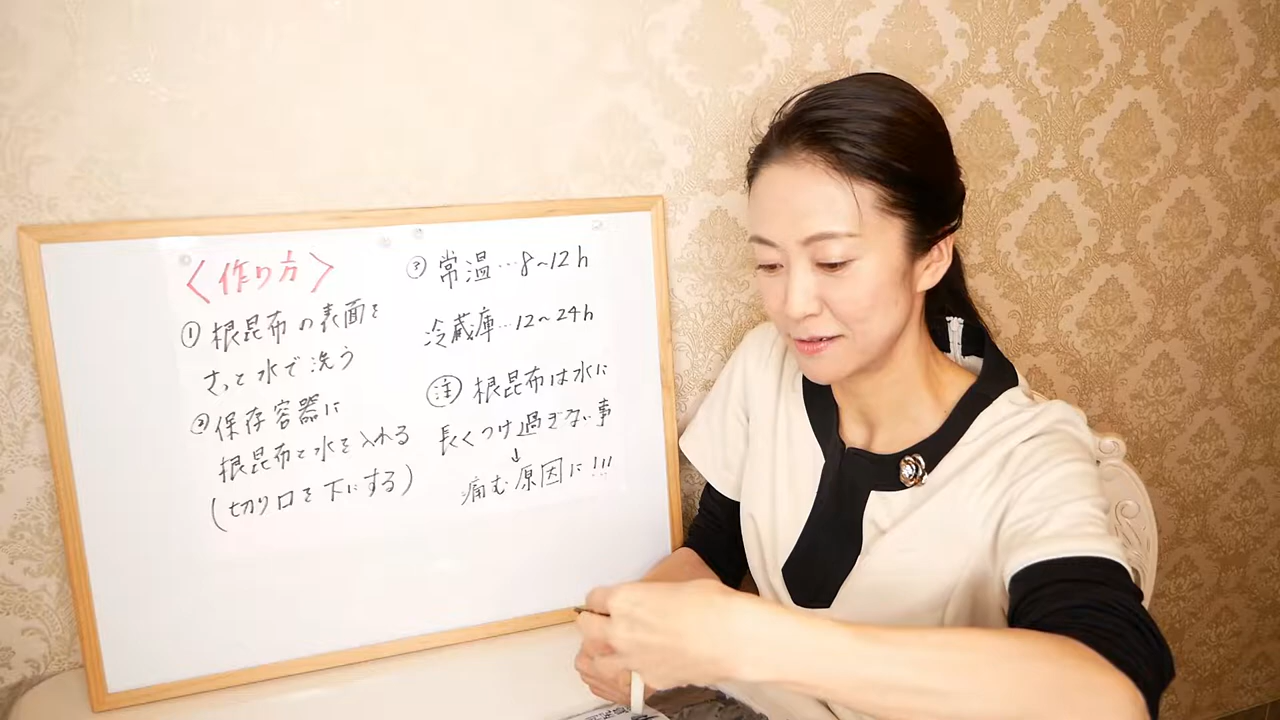 〈作り方〉
① 根昆布の表面を
さっと水で洗う
② 保存容器に
根昆布と水を入れる
(切り口を下にする)
③ 常温…8~12h
冷蔵庫…12~24h
注 根昆布は水に
長くつけ過ぎない事
↓
痛む原因に!!!